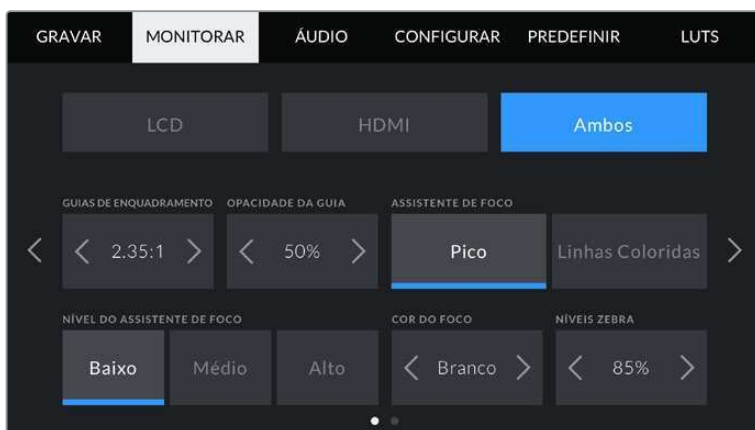 GRAVAR MONITORAR ÁUDIO CONFIGURAR PREDEFINIR LUTS
LCD HDMI Ambos
GUIAS DE ENQUADRAMENTO OPACIDADE DA GUIA ASSISTENTE DE FOCO
2.35:1 50% Pico Linhas Coloridas
NÍVEL DO ASSISTENTE DE FOCO COR DO FOCO NÍVEIS ZEBRA
Baixo Médio Alto Branco 85%